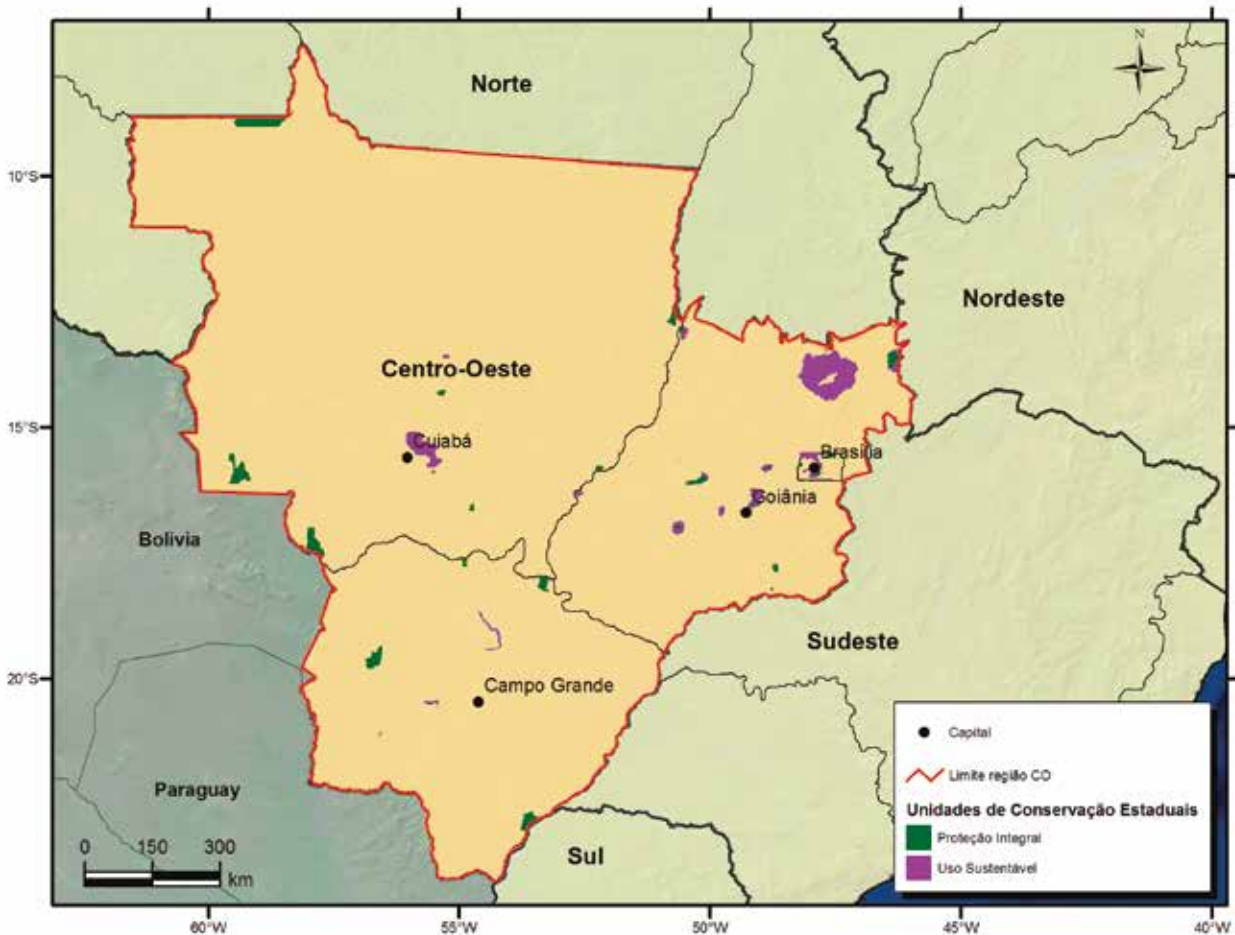 N
Norte
10°S
Nordeste
Centro-Oeste
15°S
Cuiabá
Brasília
Goiânia
Bolivia
Sudeste
20°S
Campo Grande
Paraguay
Sul
0 150 300
km
Capital
Limite região CO
Unidades de Conservação Estaduais
Proteção Integral
Uso Sustentável
60°W 55°W 50°W 45°W 40°W